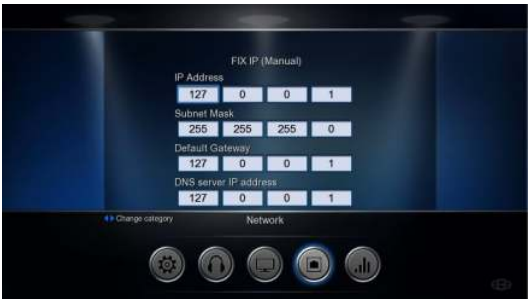 FIX IP (Manual)
IP Address
127 0 0 1
Subnet Mask
255 255 255 0
Default Gateway
127 0 0 1
DNS server IP address
127 0 0 1
Change category
Network